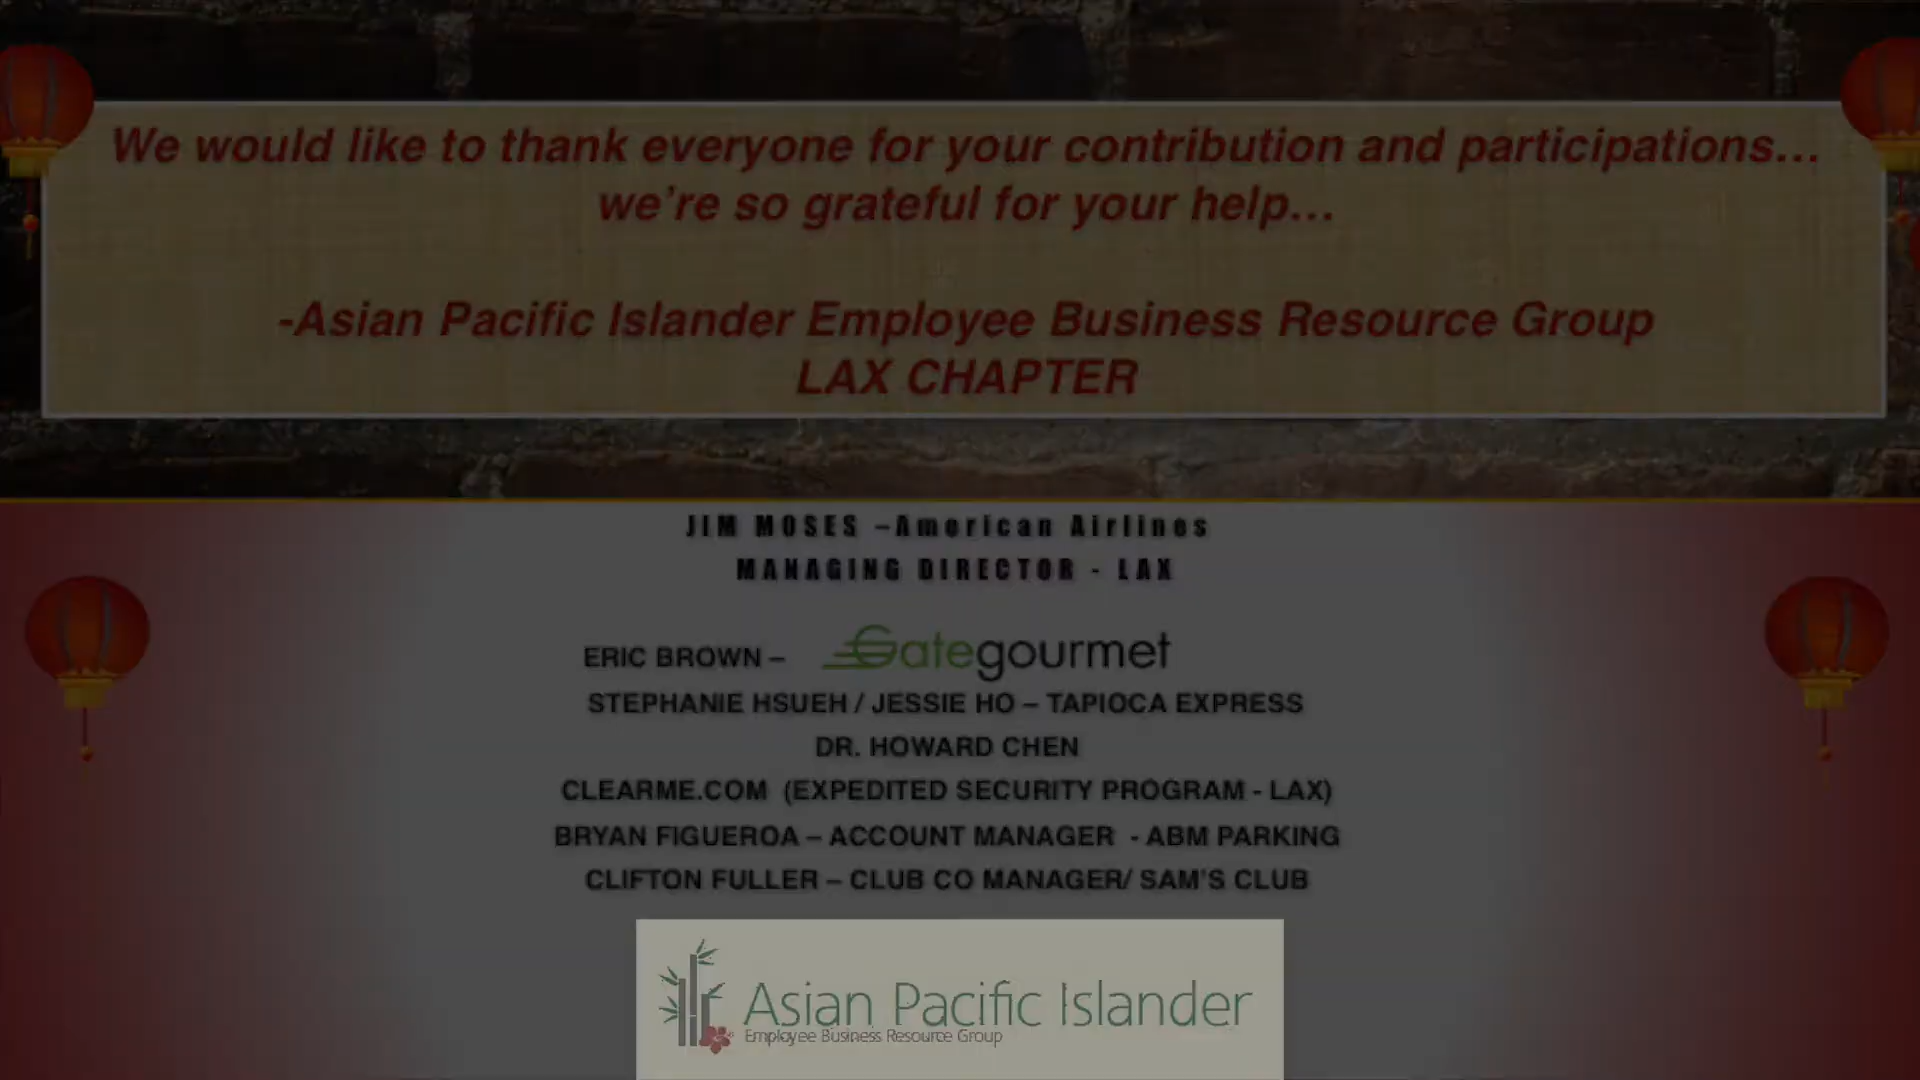 We would like to thank everyone for your contribution and participations...
we're so grateful for your help...
-Asian Pacific Islander Employee Business Resource Group
LAX CHAPTER
JIM MOSES –American Airlines
MANAGING DIRECTOR - LAX
ERIC BROWN – Gategourmet
STEPHANIE HSUEH / JESSIE HO – TAPIOCA EXPRESS
DR. HOWARD CHEN
CLEARME.COM (EXPEDITED SECURITY PROGRAM - LAX)
BRYAN FIGUEROA – ACCOUNT MANAGER - ABM PARKING
CLIFTON FULLER – CLUB CO MANAGER/ SAM'S CLUB
Asian Pacific Islander
Employee Business Resource Group